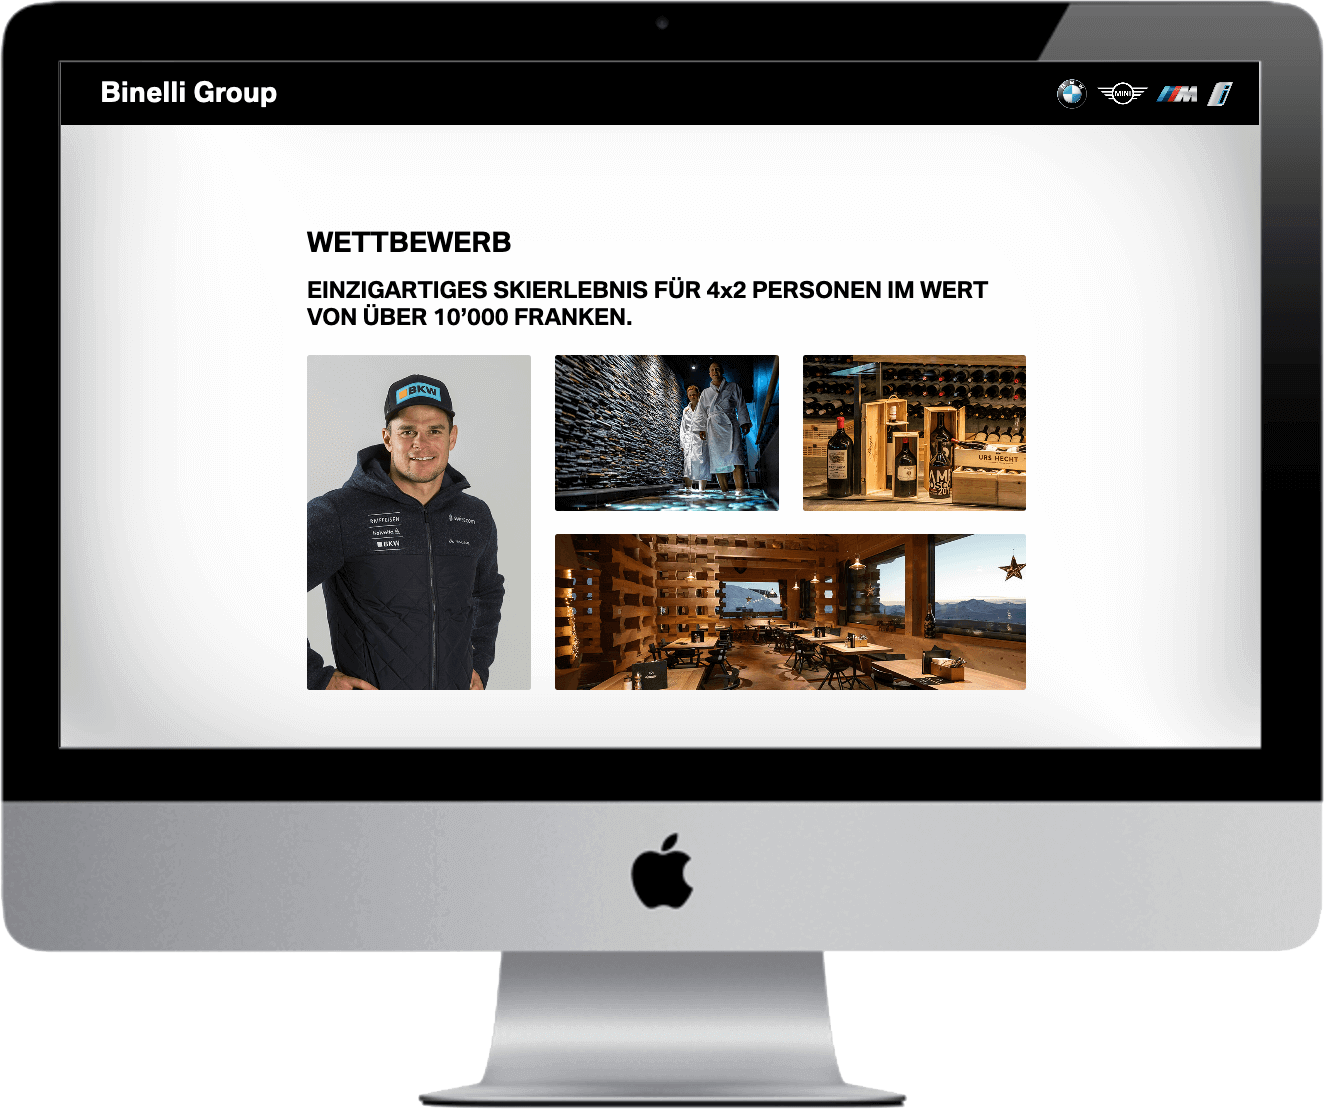 Binelli Group
MINI
M
i
WETTBEWERB
EINZIGARTIGES SKIERLEBNIS FÜR 4x2 PERSONEN IM WERT
VON ÜBER 10’000 FRANKEN.
BKW
RAIFFEISEN
swisscom
helvetia
BKW
URS HECHT